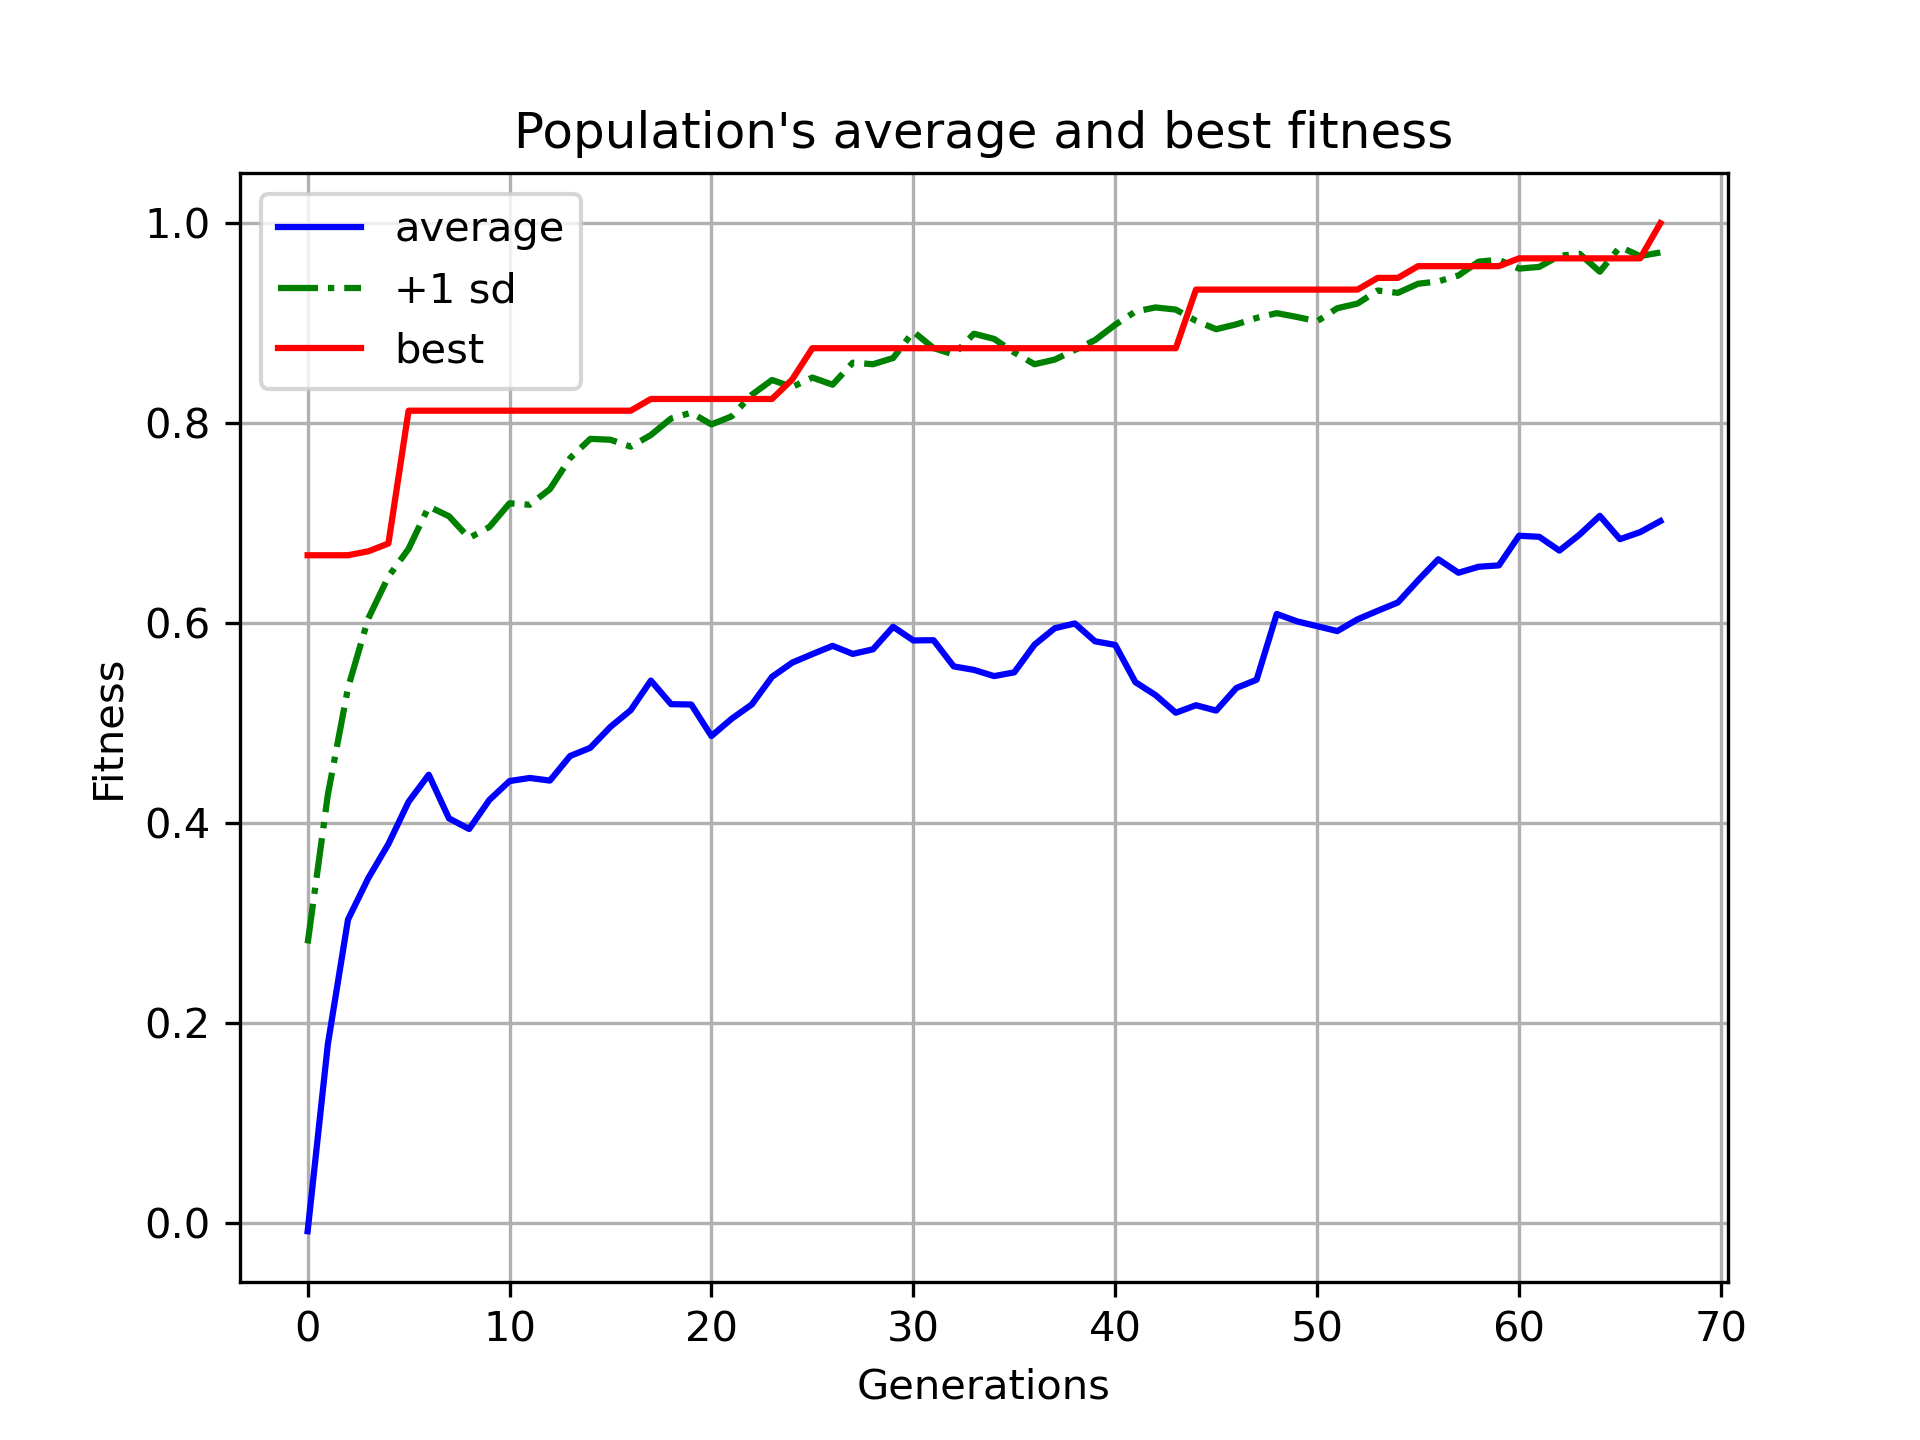 Population's average and best fitness
average
+1 sd
best
1.0
0.8
0.6
0.4
0.2
0.0
Fitness
0 10 20 30 40 50 60 70
Generations